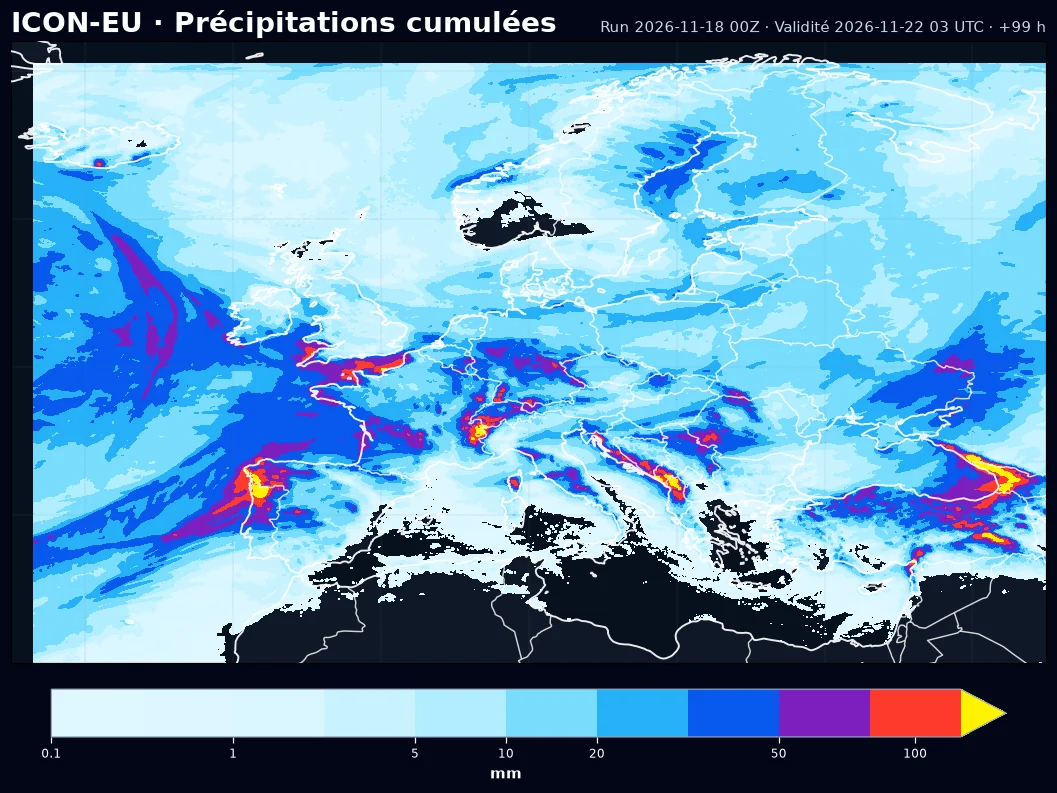 ICON-EU · Précipitations cumulées
Run 2026-11-18 00Z · Validité 2026-11-22 03 UTC · +99 h
0.1 1 5 10 20 50 100
mm